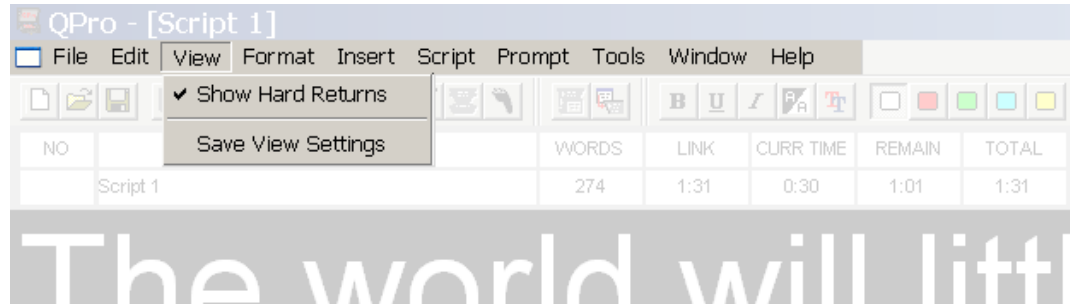 QPro - [Script 1]
File Edit View Format Insert Script Prompt Tools Window Help
Show Hard Returns
B U I
Save View Settings
NO WORDS LINK CURR TIME REMAIN TOTAL
Script 1 274 1:31 0:30 1:01 1:31
The world will